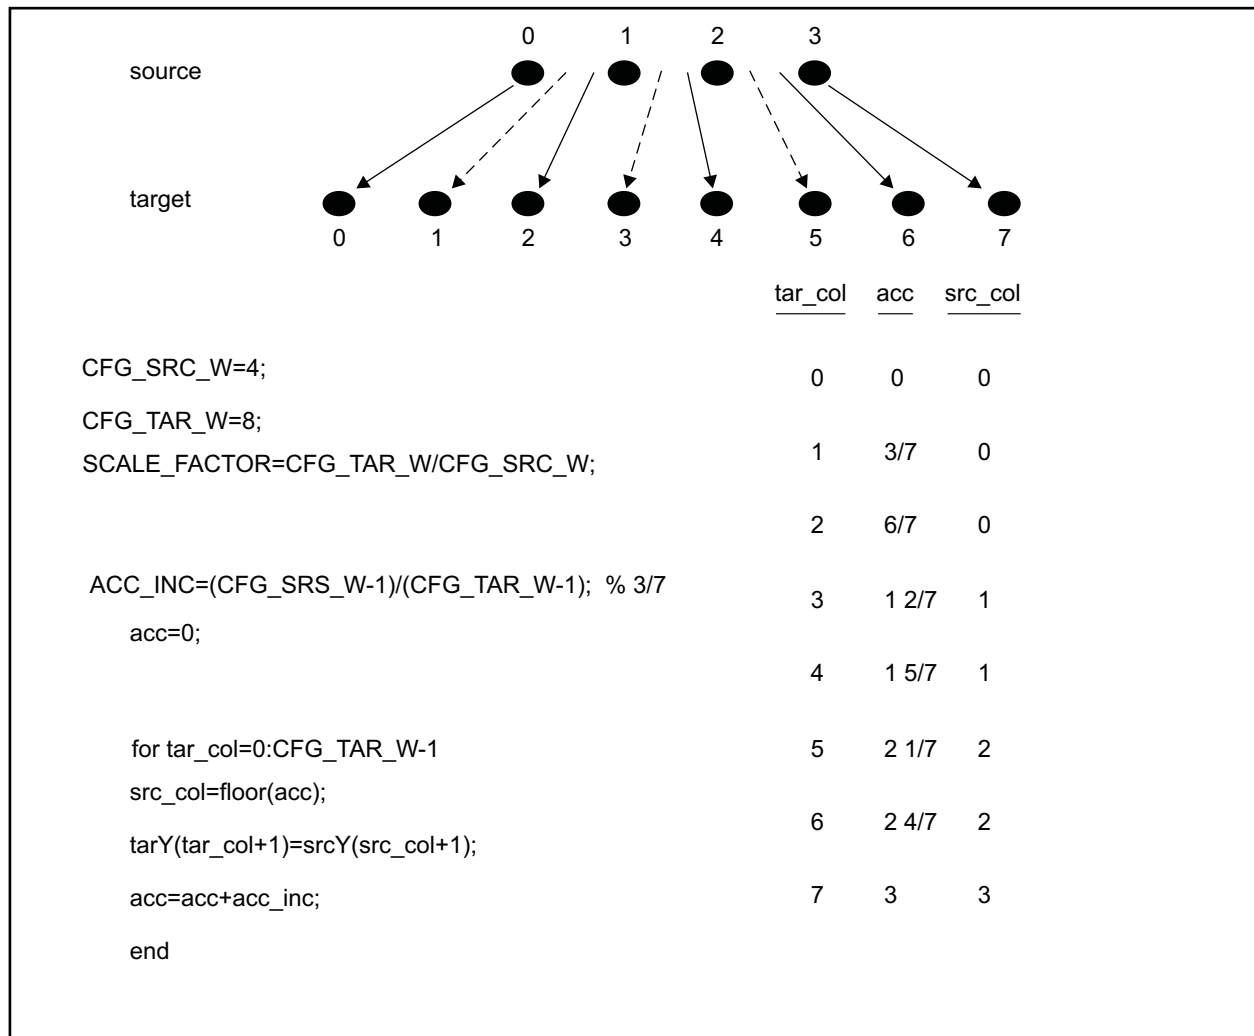 0 1 2 3
source
target
0 1 2 3 4 5 6 7
tar_col acc src_col
CFG_SRC_W=4;
0 0 0
CFG_TAR_W=8;
SCALE_FACTOR=CFG_TAR_W/CFG_SRC_W;
1 3/7 0
2 6/7 0
ACC_INC=(CFG_SRS_W-1)/(CFG_TAR_W-1); % 3/7
3 1 2/7 1
acc=0;
4 1 5/7 1
for tar_col=0:CFG_TAR_W-1
5 2 1/7 2
src_col=floor(acc);
6 2 4/7 2
tarY(tar_col+1)=srcY(src_col+1);
acc=acc+acc_inc;
7 3 3
end